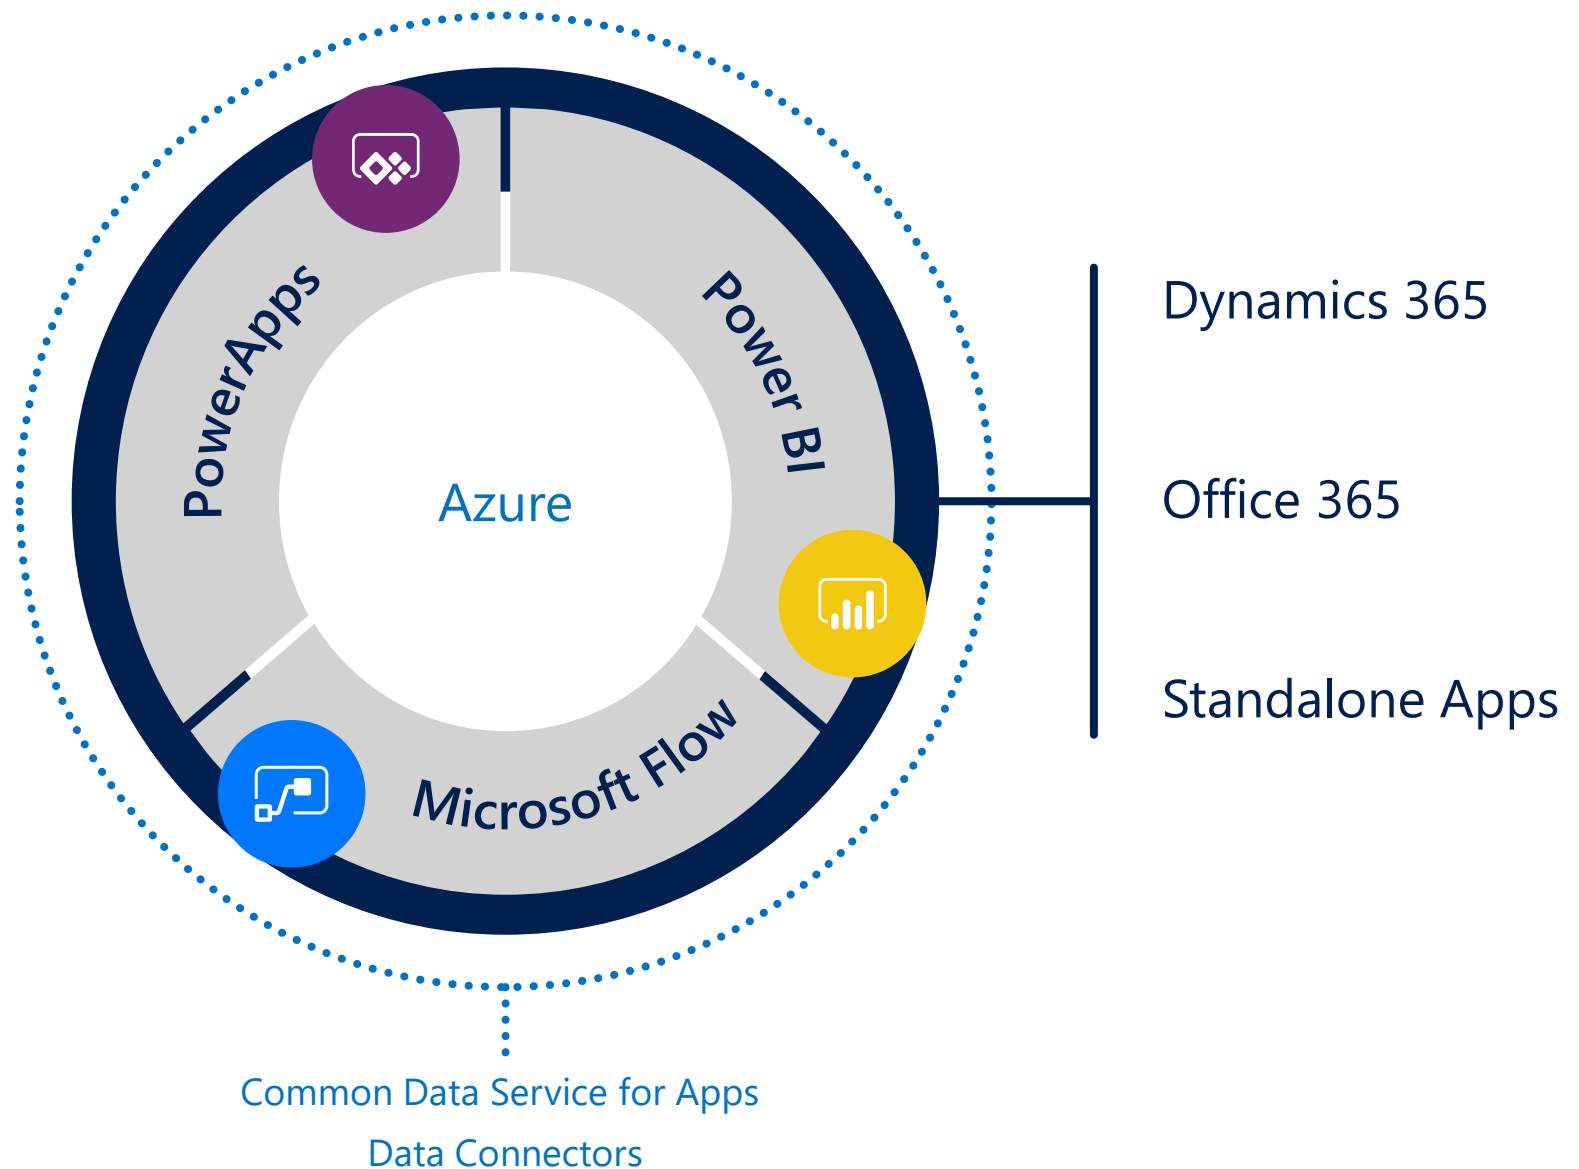 PowerApps
Power BI
Azure
Microsoft Flow
Dynamics 365
Office 365
Standalone Apps
Common Data Service for Apps
Data Connectors